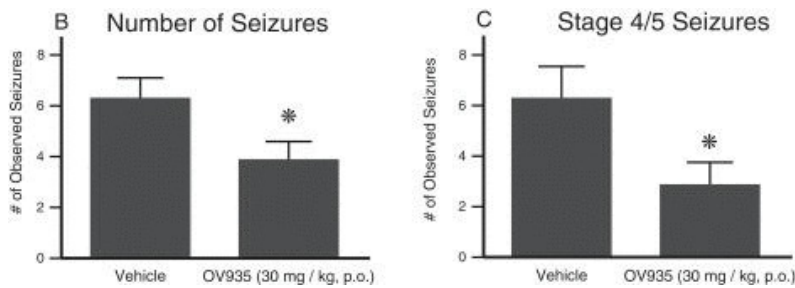 B Number of Seizures
# of Observed Seizures
8
6
4
2
0
*
Vehicle OV935 (30 mg / kg, p.o.)
C Stage 4/5 Seizures
# of Observed Seizures
8
6
4
2
0
*
Vehicle OV935 (30 mg / kg, p.o.)